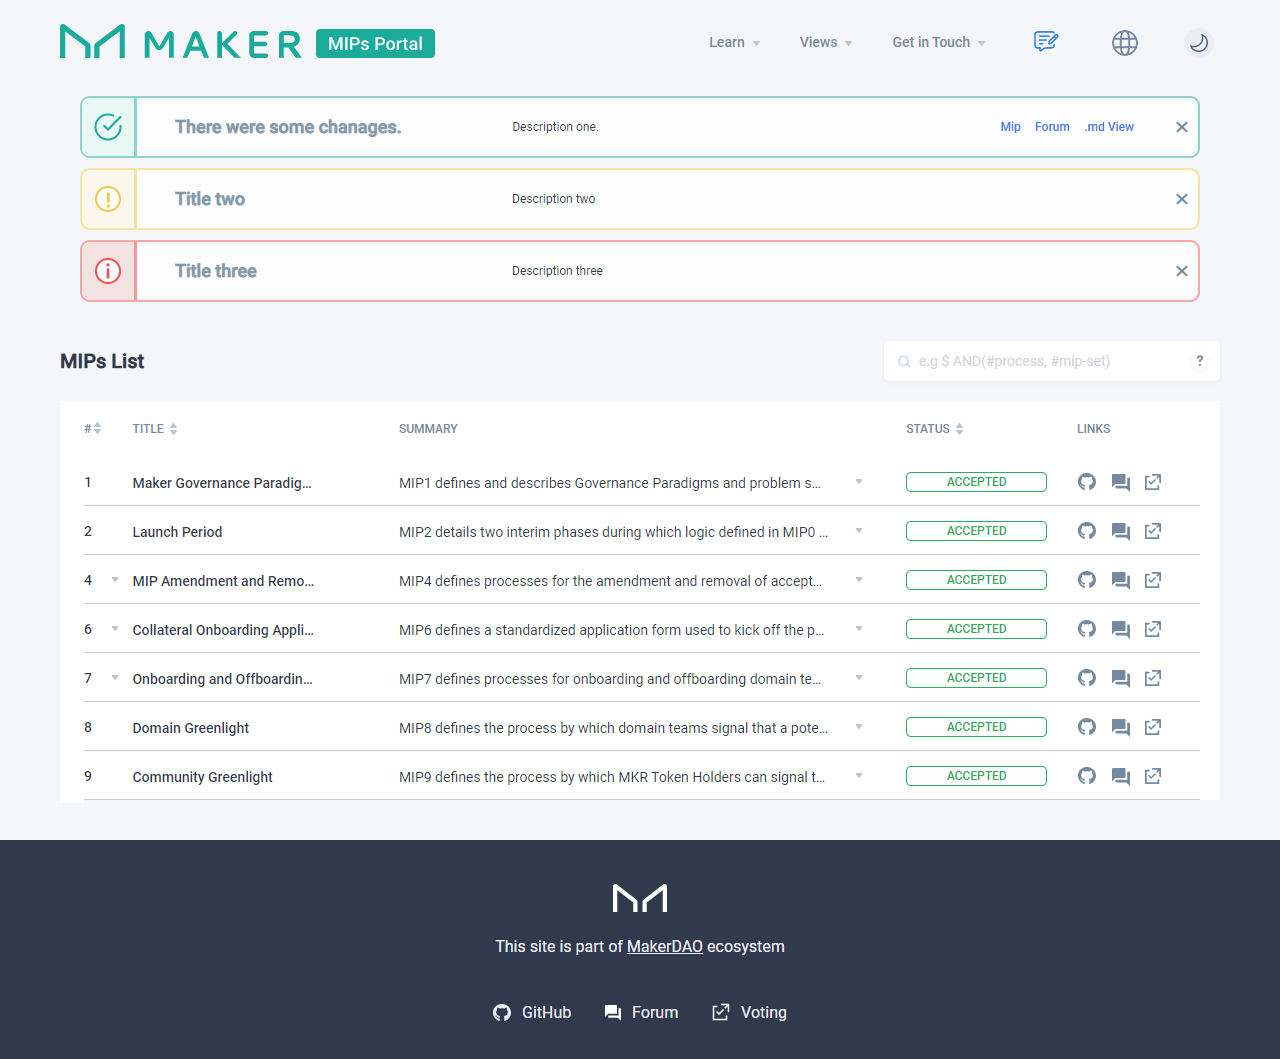 MAKER MIPs Portal Learn Views Get in Touch
There were some chanages. Description one. Mip Forum .md View
Title two Description two
Title three Description three
MIPs List e.g $ AND(#process, #mip-set) ?
# TITLE SUMMARY STATUS LINKS
1 Maker Governance Paradig... MIP1 defines and describes Governance Paradigms and problem s... ACCEPTED
2 Launch Period MIP2 details two interim phases during which logic defined in MIP0 ... ACCEPTED
4 MIP Amendment and Remo... MIP4 defines processes for the amendment and removal of accept... ACCEPTED
6 Collateral Onboarding Appli... MIP6 defines a standardized application form used to kick off the p... ACCEPTED
7 Onboarding and Offboardin... MIP7 defines processes for onboarding and offboarding domain te... ACCEPTED
8 Domain Greenlight MIP8 defines the process by which domain teams signal that a pote... ACCEPTED
9 Community Greenlight MIP9 defines the process by which MKR Token Holders can signal t... ACCEPTED
This site is part of MakerDAO ecosystem
GitHub Forum Voting